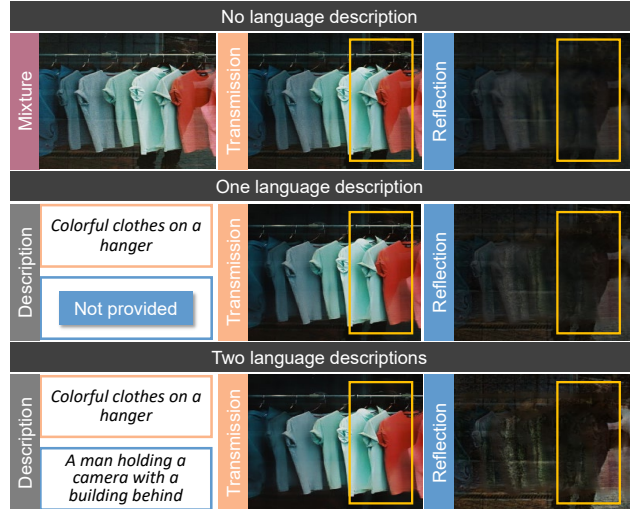 No language description
Mixture
Transmission
Reflection
One language description
Description
Colorful clothes on a
hanger
Not provided
Transmission
Reflection
Two language descriptions
Description
Colorful clothes on a
hanger
A man holding a
camera with a
building behind
Transmission
Reflection